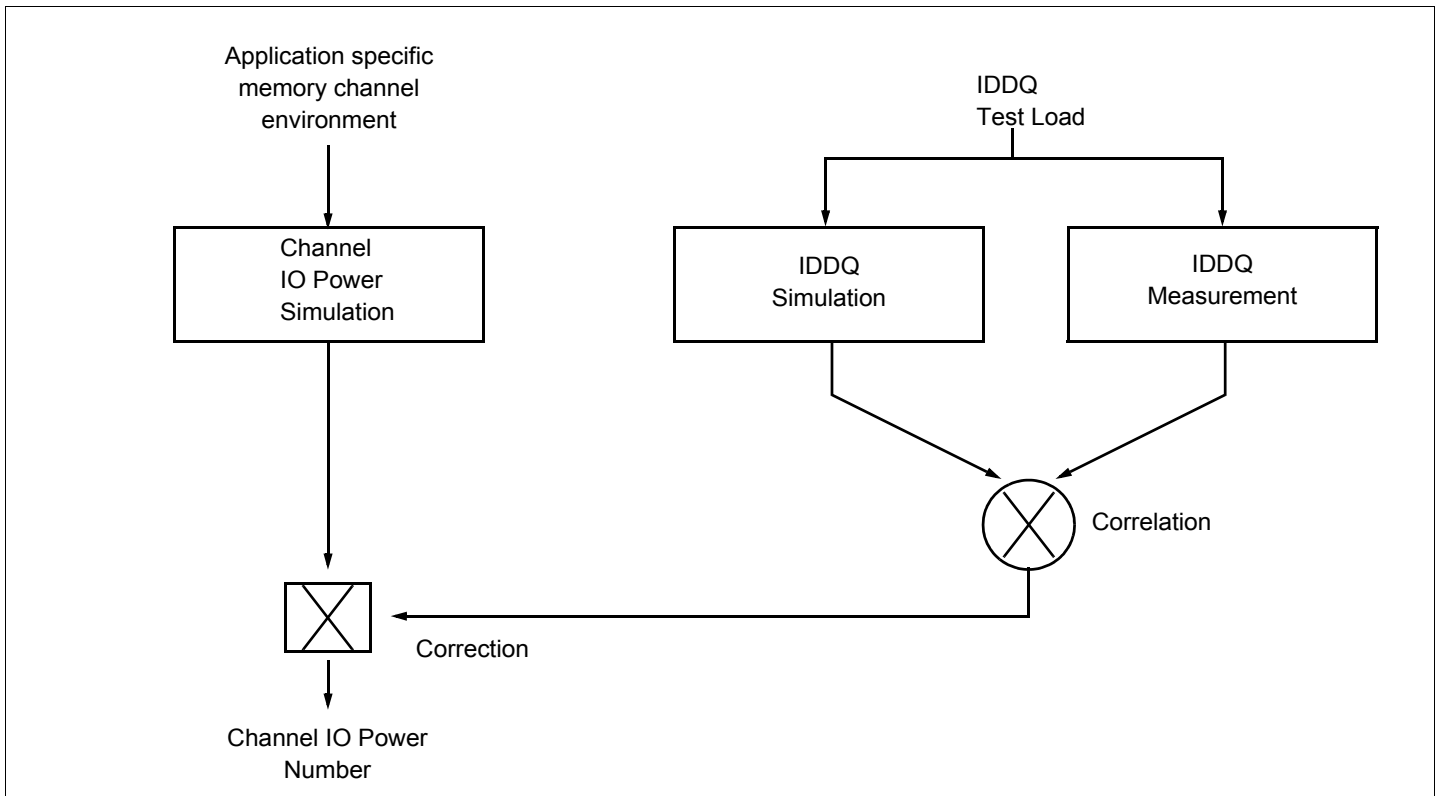 Application specific
memory channel
environment
IDDQ
Test Load
Channel
IO Power
Simulation
IDDQ
Simulation
IDDQ
Measurement
Correlation
Correction
Channel IO Power
Number